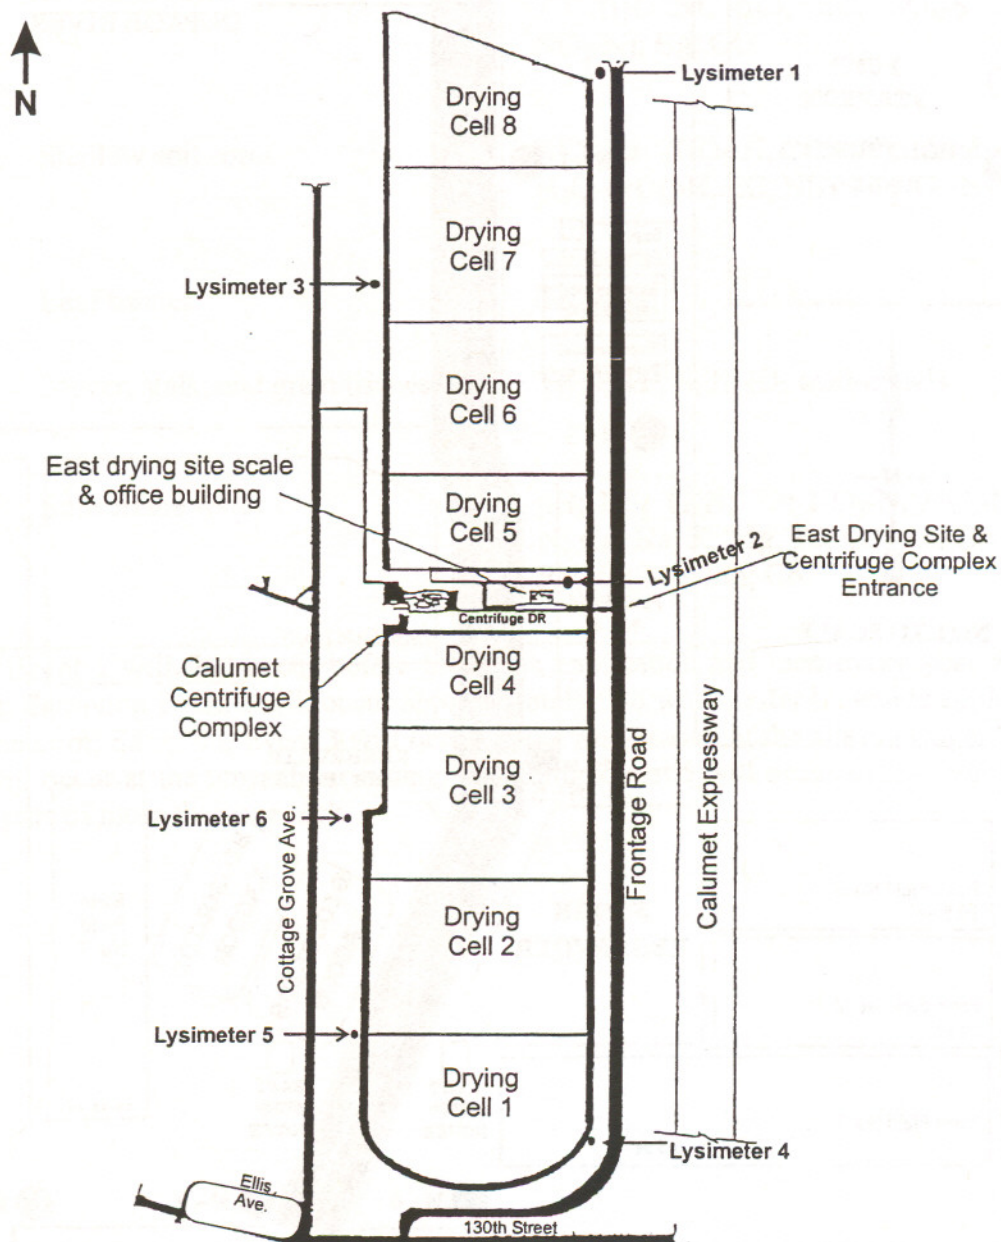 N
Lysimeter 1
Drying
Cell 8
Drying
Cell 7
Lysimeter 3
Drying
Cell 6
East drying site scale
& office building
Drying
Cell 5
Lysimeter 2
East Drying Site &
Centrifuge Complex
Entrance
Centrifuge DR
Calumet
Centrifuge
Complex
Drying
Cell 4
Drying
Cell 3
Lysimeter 6
Cottage Grove Ave.
Frontage Road
Calumet Expressway
Drying
Cell 2
Lysimeter 5
Drying
Cell 1
Lysimeter 4
Ellis
Ave.
130th Street